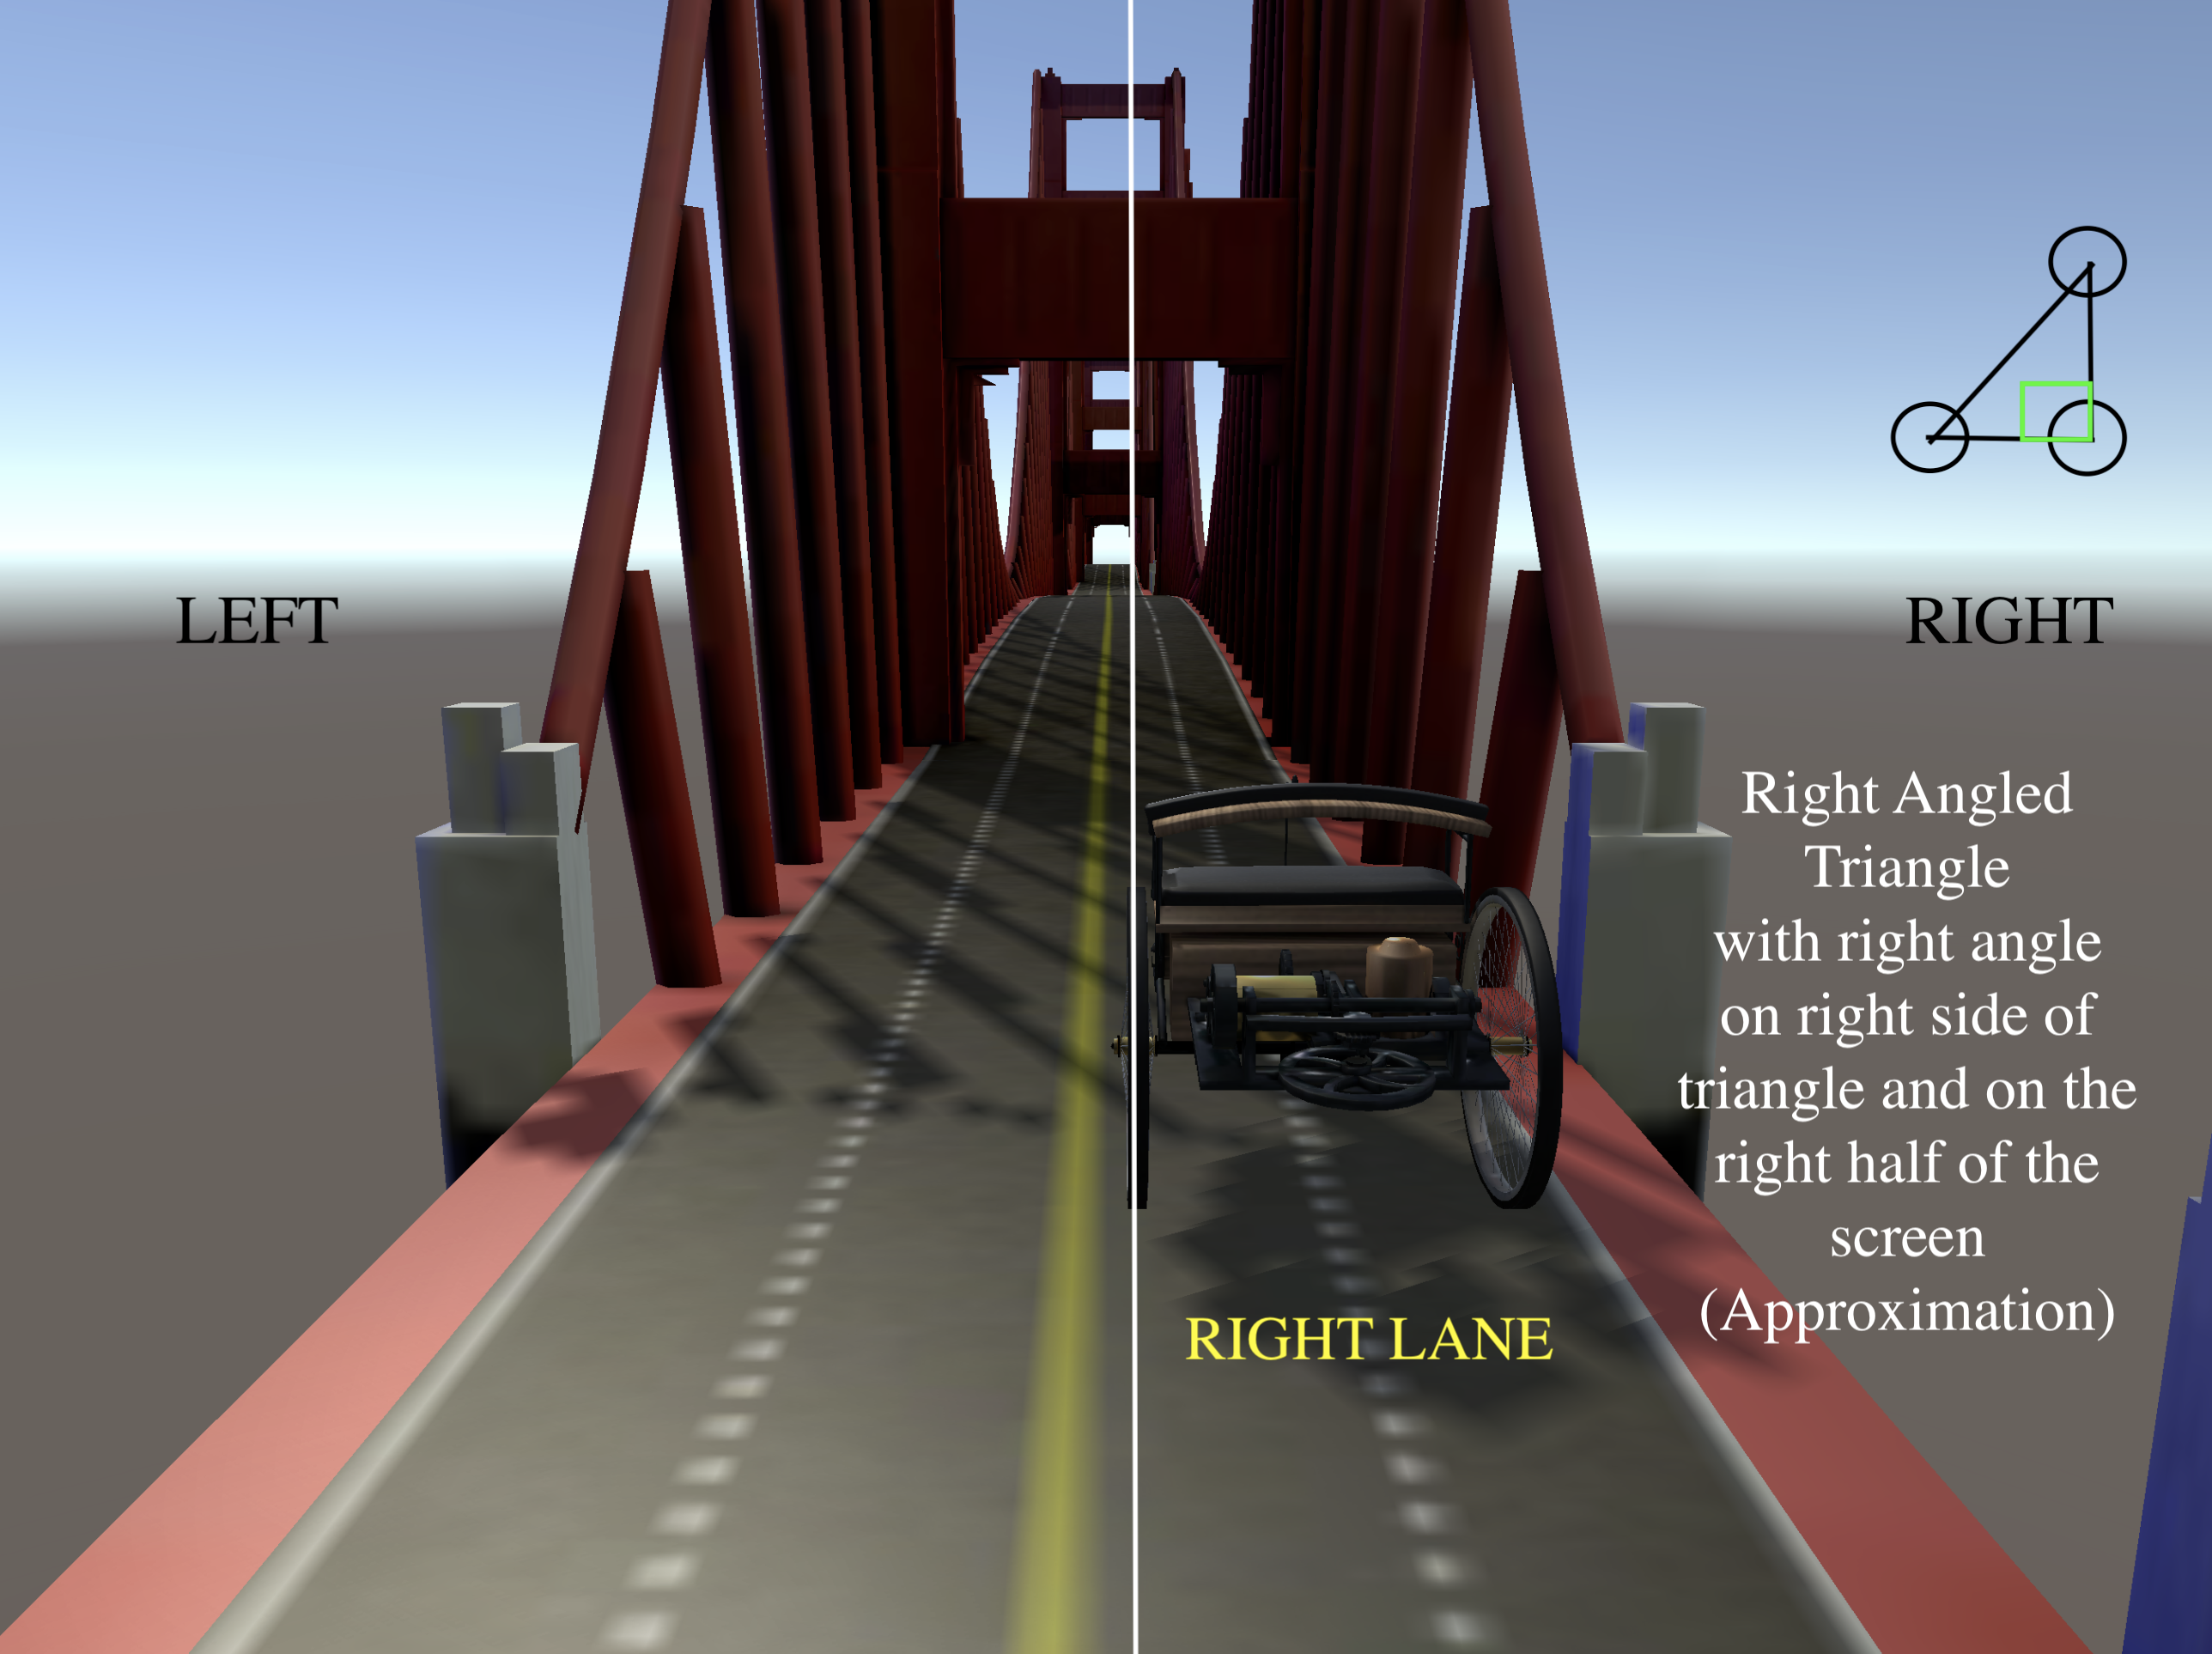 LEFT
RIGHT
Right Angled
Triangle
with right angle
on right side of
triangle and on the
right half of the
screen
(Approximation)
RIGHT LANE